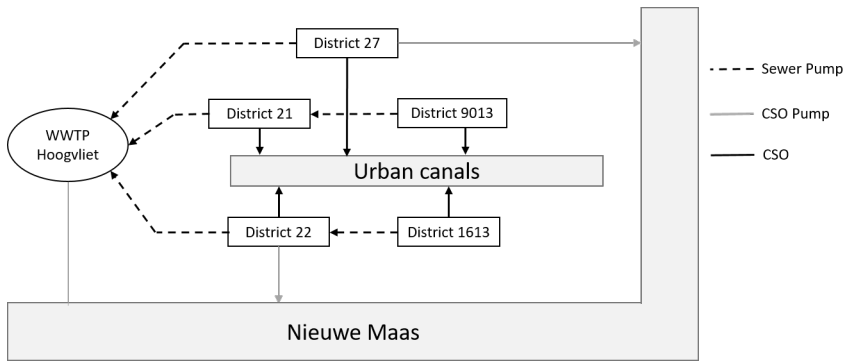 District 27
Sewer Pump
District 21
District 9013
CSO Pump
WWTP
Hoogvliet
CSO
Urban canals
District 22
District 1613
Nieuwe Maas